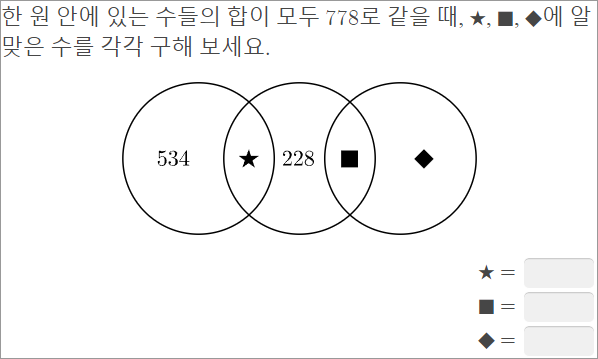 한 원 안에 있는 수들의 합이 모두 778로 같을 때, ★, ■, ◆에 알
맞은 수를 각각 구해 보세요.
534 ★ 228 ■ ◆
★ =
■ =
◆ =